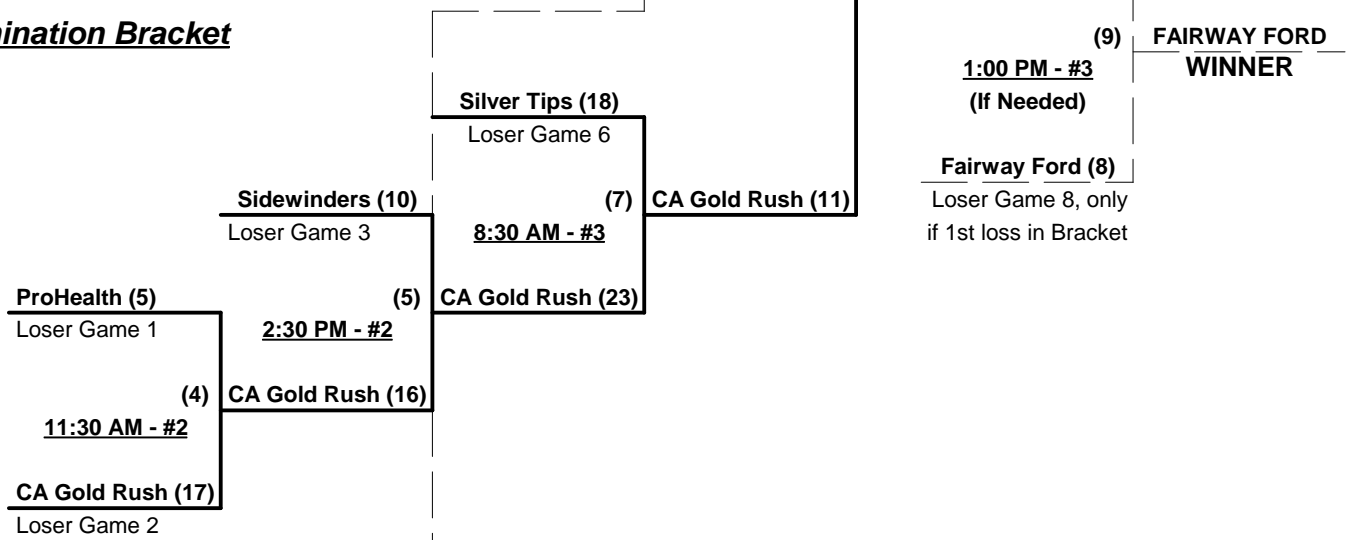 ination Bracket
(9)
FAIRWAY FORD
1:00 PM - #3
WINNER
(If Needed)
Silver Tips (18)
Loser Game 6
Fairway Ford (8)
Loser Game 8, only
if 1st loss in Bracket
Sidewinders (10)
Loser Game 3
(7)
8:30 AM - #3
CA Gold Rush (11)
ProHealth (5)
Loser Game 1
(5)
2:30 PM - #2
CA Gold Rush (23)
(4)
11:30 AM - #2
CA Gold Rush (16)
CA Gold Rush (17)
Loser Game 2